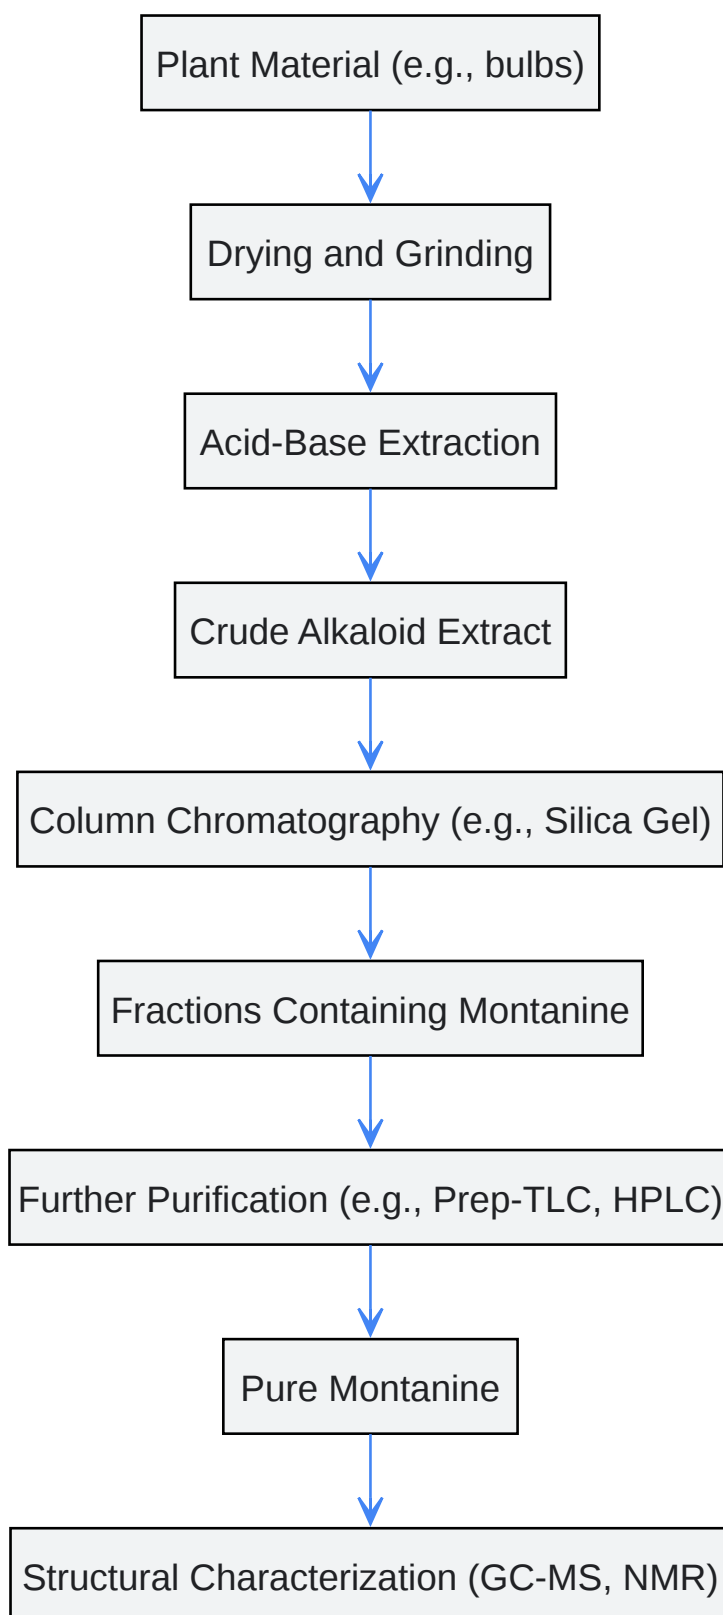 Plant Material (e.g., bulbs)
Drying and Grinding
Acid-Base Extraction
Crude Alkaloid Extract
Column Chromatography (e.g., Silica Gel)
Fractions Containing Montanine
Further Purification (e.g., Prep-TLC, HPLC)
Pure Montanine
Structural Characterization (GC-MS, NMR)